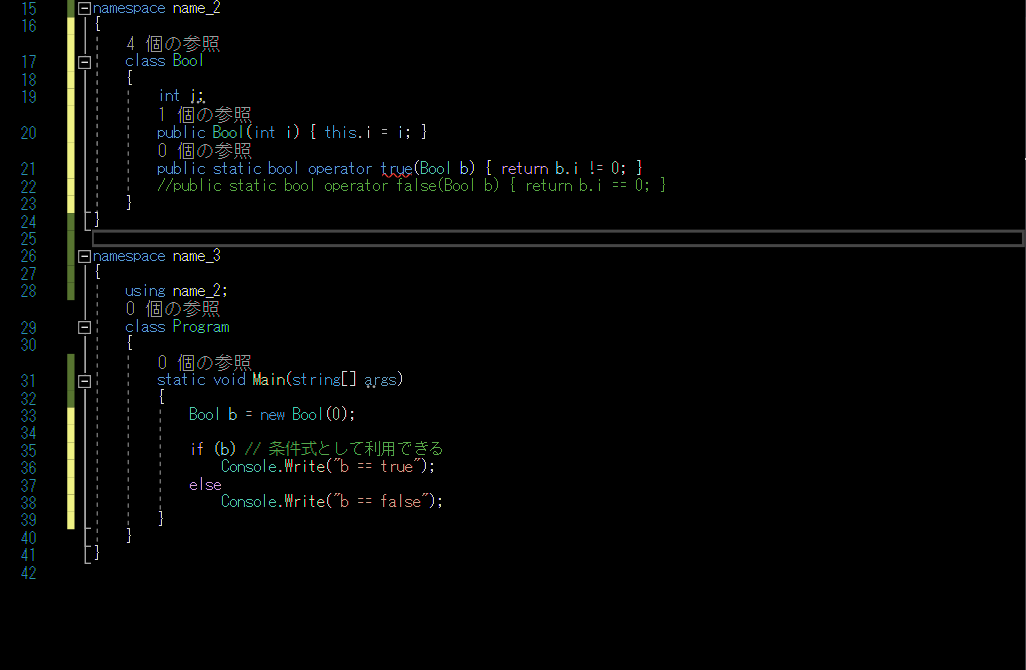 15 namespace name_2
16 {
4 個の参照
17 class Bool
18 {
19 int j;
1 個の参照
20 public Bool(int i) { this.i = i; }
0 個の参照
21 public static bool operator true(Bool b) { return b.i != 0; }
22 //public static bool operator false(Bool b) { return b.i == 0; }
23 }
24 }
25
26 namespace name_3
27 {
28 using name_2;
0 個の参照
29 class Program
30 {
0 個の参照
31 static void Main(string[] args)
32 {
33 Bool b = new Bool(0);
34
35 if (b) // 条件式として利用できる
36 Console.Write("b == true");
37 else
38 Console.Write("b == false");
39 }
40 }
41 }
42